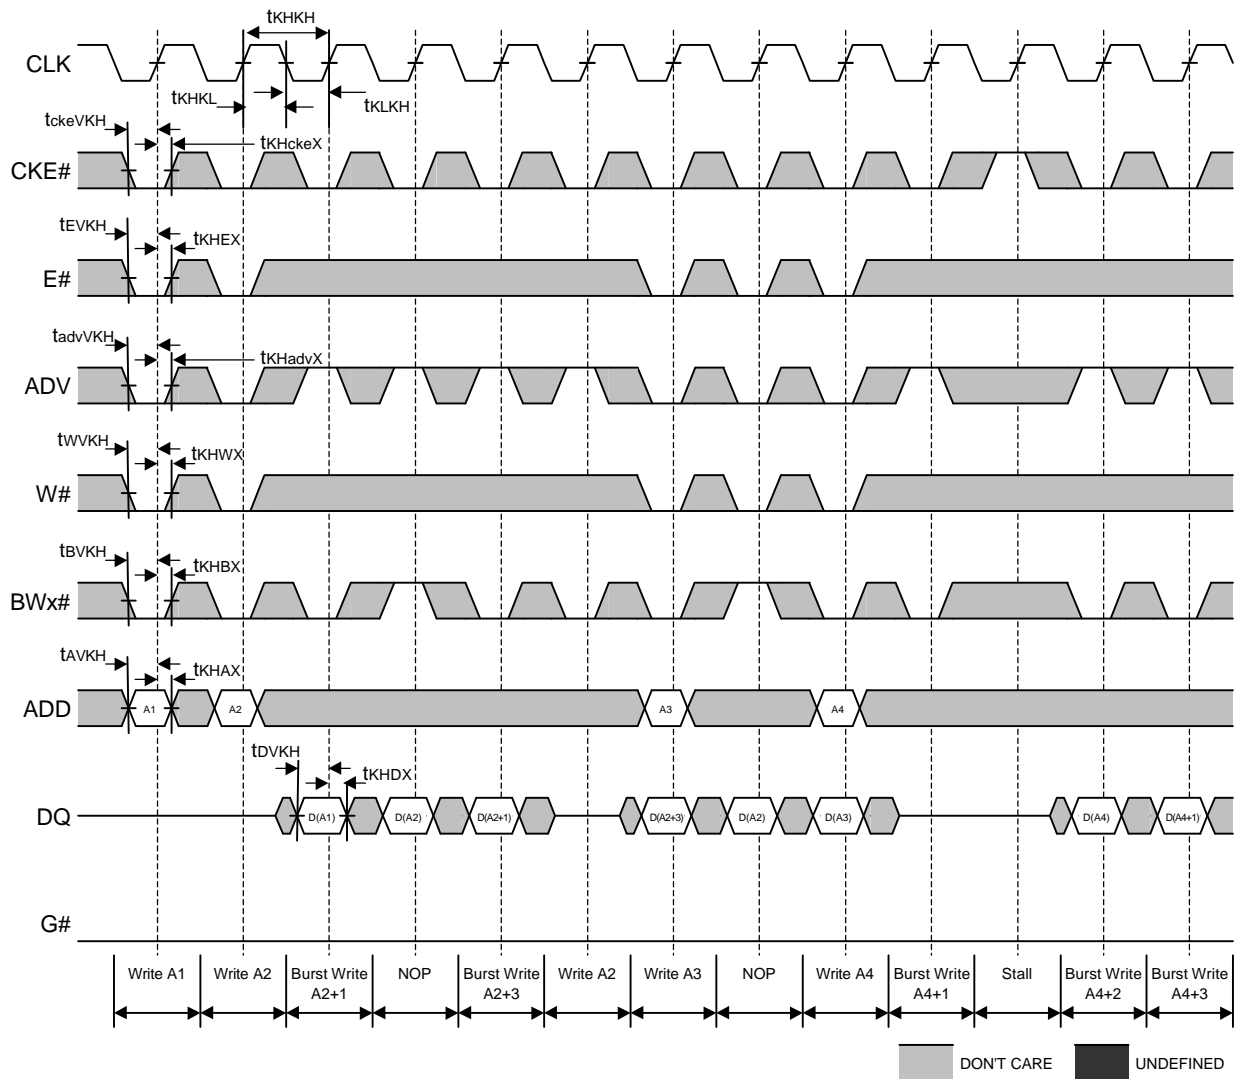 tKHKH
CLK
tKHKL
tKLKH
tckeVKH
tKHckeX
CKE#
tEVKH
tKHEX
E#
tadvVKH
tKHadvX
ADV
tWVKH
tKHWX
W#
tBVKH
tKHBX
BWx#
tAVKH
tKHAX
ADD
A1 A2 A3 A4
tDVKH
tKHDX
DQ
D(A1) D(A2) D(A2+1) D(A2+3) D(A2) D(A3) D(A4) D(A4+1)
G#
Write A1 Write A2 Burst Write NOP Burst Write Write A2 Write A3 NOP Write A4 Burst Write Stall Burst Write Burst Write
A2+1 A2+3 A4+1 A4+2 A4+3
DON'T CARE UNDEFINED